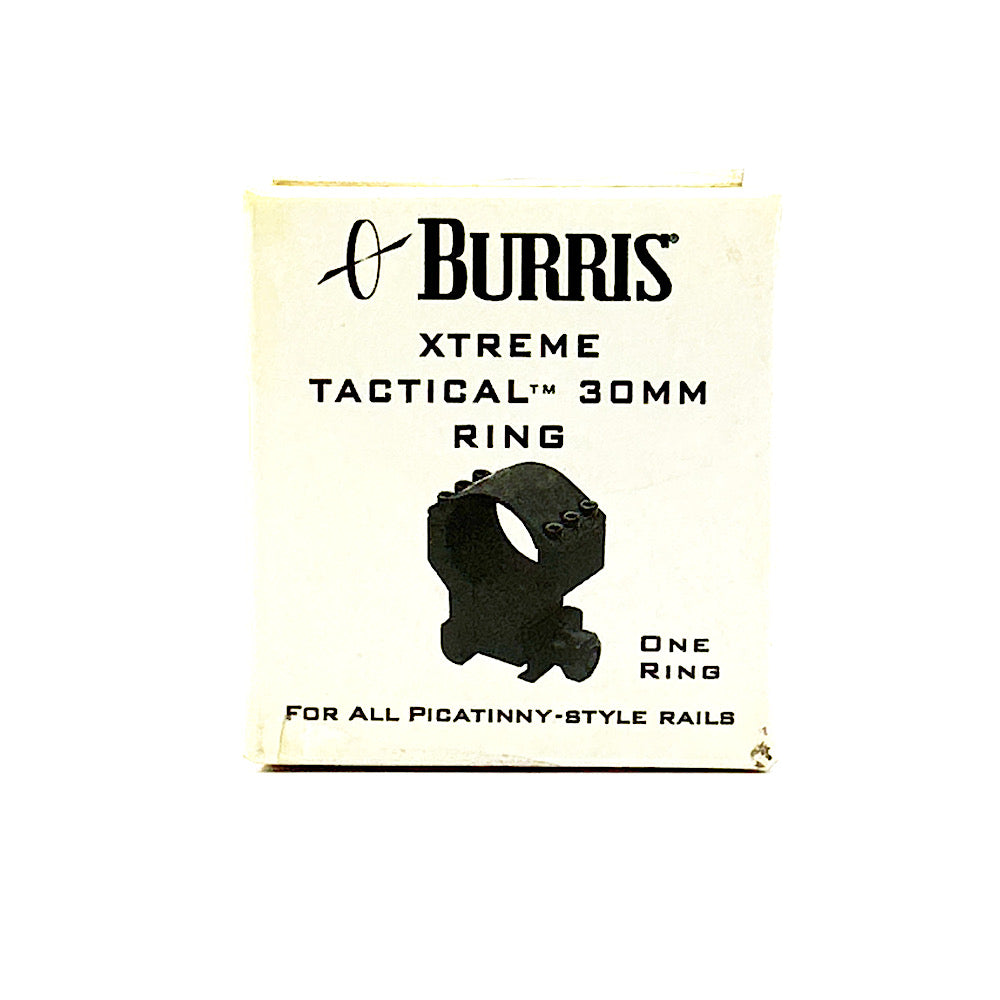 BURRIS®
XTREME
TACTICAL™ 30MM
RING
ONE
RING
FOR ALL PICATINNY-STYLE RAILS